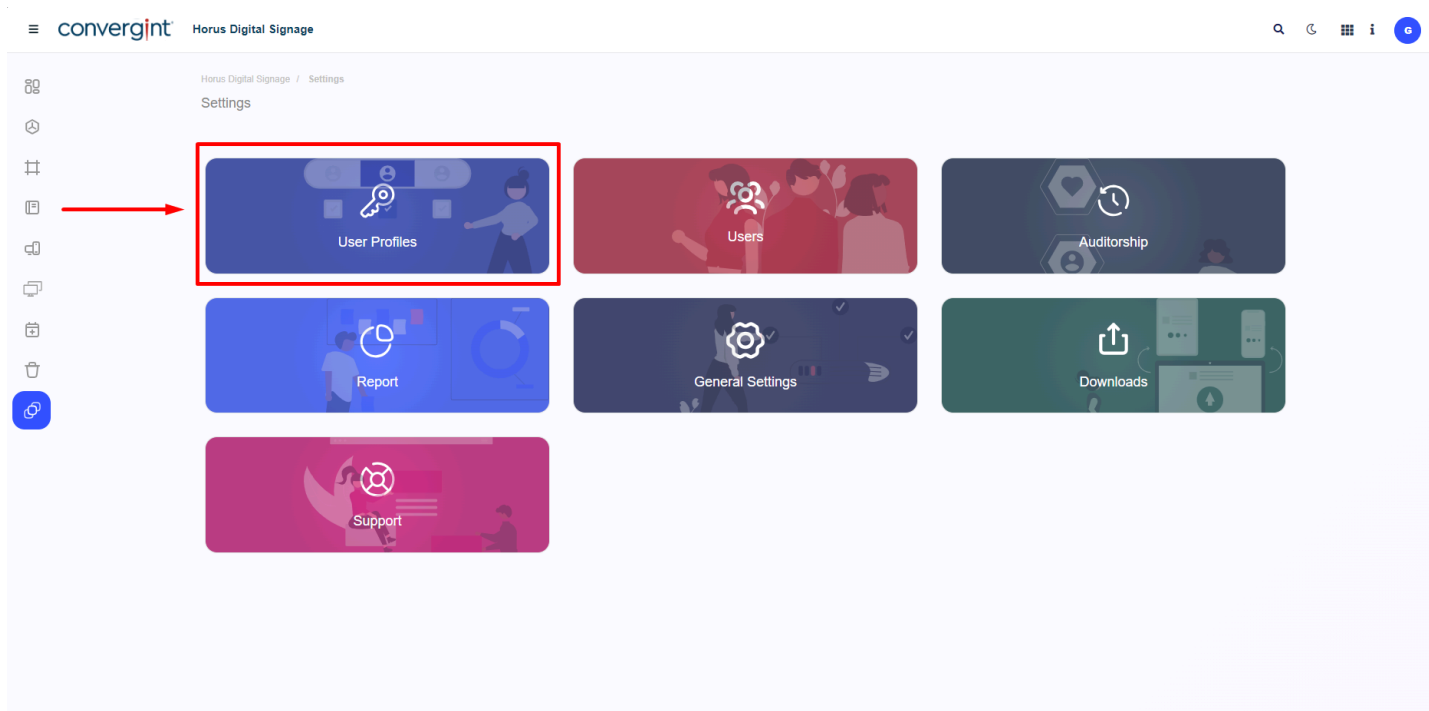 convergint Horus Digital Signage
G
Horus Digital Signage / Settings
Settings
User Profiles
Users
Auditorship
Report
General Settings
Downloads
Support